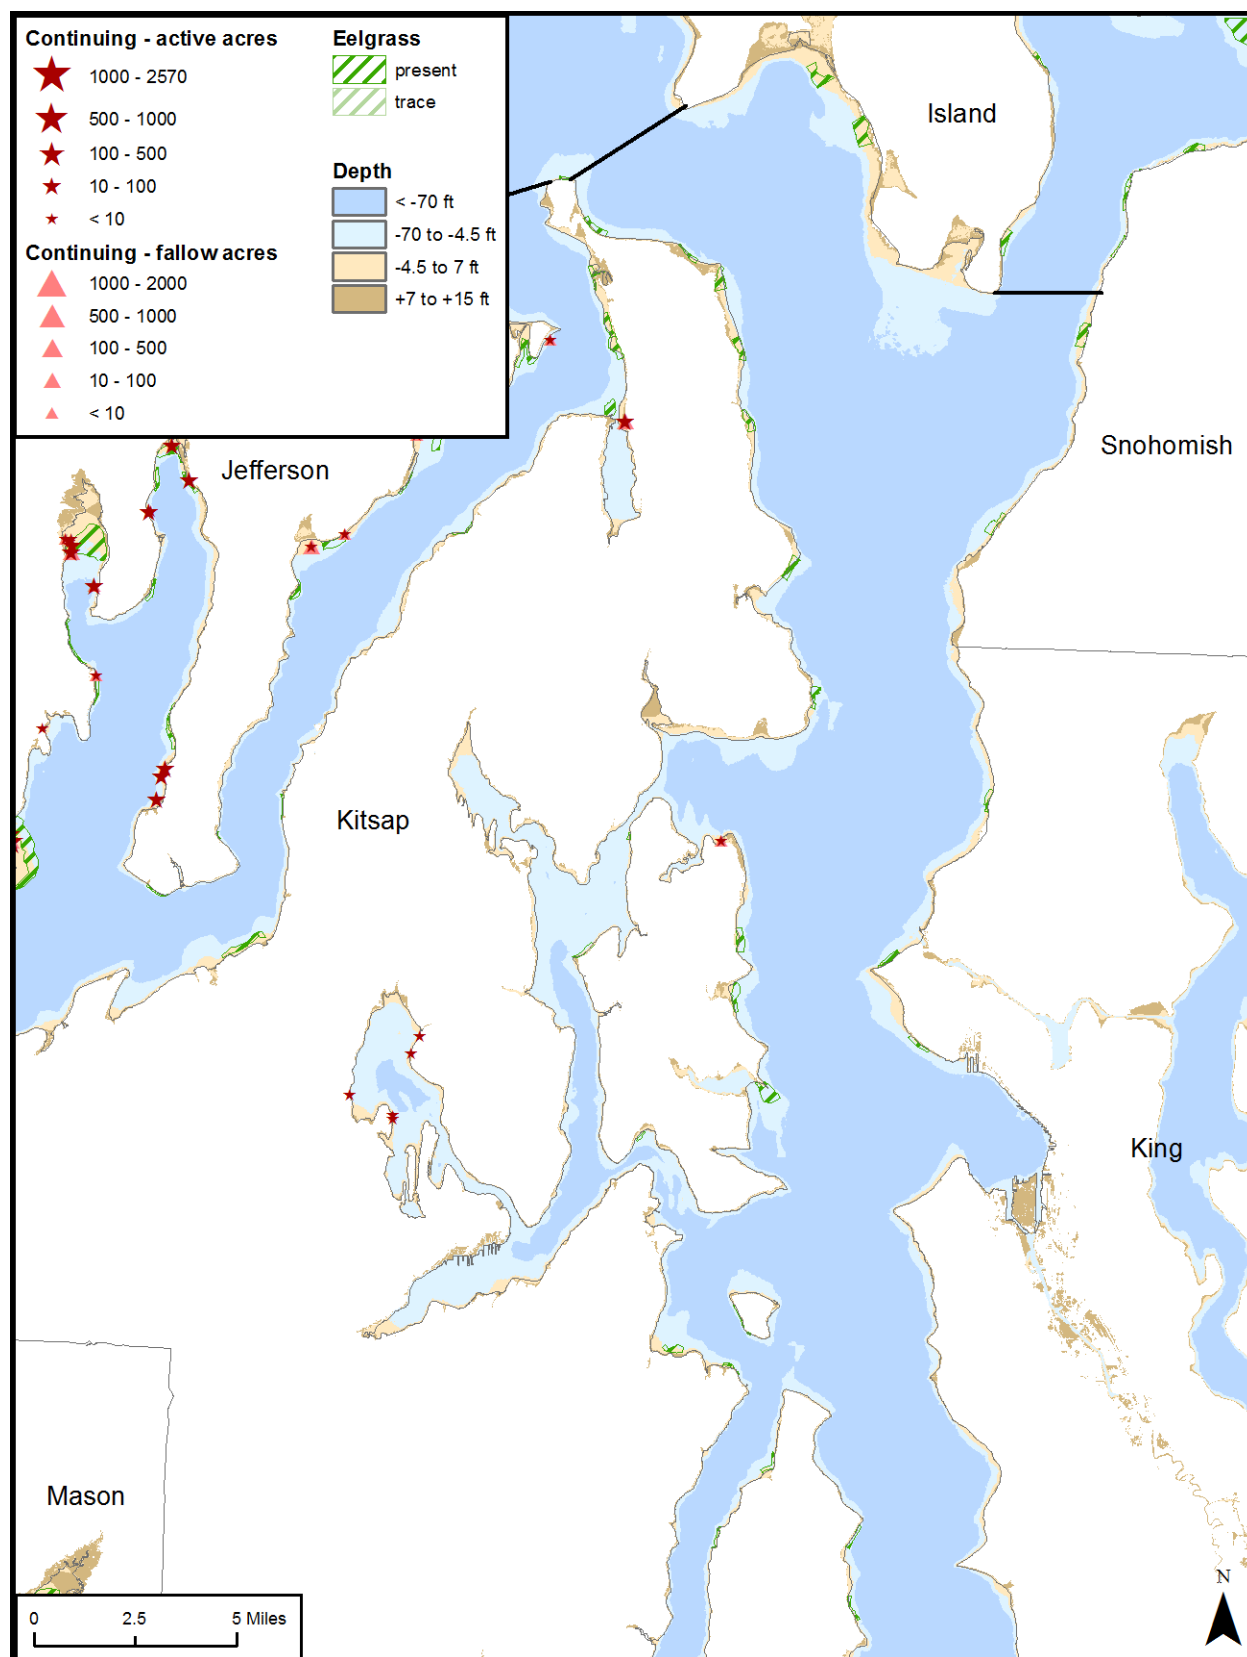 Continuing - active acres
1000 - 2570
500 - 1000
100 - 500
10 - 100
< 10
Continuing - fallow acres
1000 - 2000
500 - 1000
100 - 500
10 - 100
< 10
Eelgrass
present
trace
Depth
< -70 ft
-70 to -4.5 ft
-4.5 to 7 ft
+7 to +15 ft
Island
Snohomish
Jefferson
Kitsap
King
Mason
0 2.5 5 Miles
N